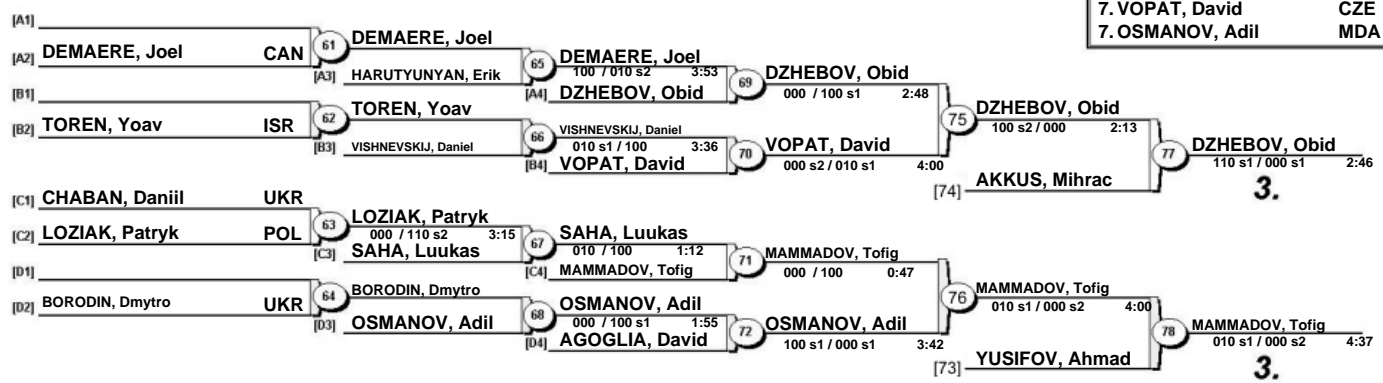 7. VOPAT, David CZE
7. OSMANOV, Adil MDA
[A1]
[A2] DEMAERE, Joel CAN
61 DEMAERE, Joel
[A3] HARUTYUNYAN, Erik
65 DEMAERE, Joel
100 / 010 s2 3:53
[A4] DZHEBOV, Obid
69 DZHEBOV, Obid
000 / 100 s1 2:48
[B1]
[B2] TOREN, Yoav ISR
62 TOREN, Yoav
[B3] VISHNEVSKIJ, Daniel
66 VISHNEVSKIJ, Daniel
010 s1 / 100 3:36
[B4] VOPAT, David
70 VOPAT, David
000 s2 / 010 s1 4:00
75 DZHEBOV, Obid
100 s2 / 000 2:13
[74] AKKUS, Mihrac
77 DZHEBOV, Obid
110 s1 / 000 s1 2:46
3.
[C1] CHABAN, Daniil UKR
[C2] LOZIAK, Patryk POL
63 LOZIAK, Patryk
000 / 110 s2 3:15
[C3] SAHA, Luukas
67 SAHA, Luukas
010 / 100 1:12
[C4] MAMMADOV, Tofig
71 MAMMADOV, Tofig
000 / 100 0:47
[D1]
[D2] BORODIN, Dmytro UKR
64 BORODIN, Dmytro
[D3] OSMANOV, Adil
68 OSMANOV, Adil
000 / 100 s1 1:55
[D4] AGOGLIA, David
72 OSMANOV, Adil
100 s1 / 000 s1 3:42
76 MAMMADOV, Tofig
010 s1 / 000 s2 4:00
[73] YUSIFOV, Ahmad
78 MAMMADOV, Tofig
010 s1 / 000 s2 4:37
3.